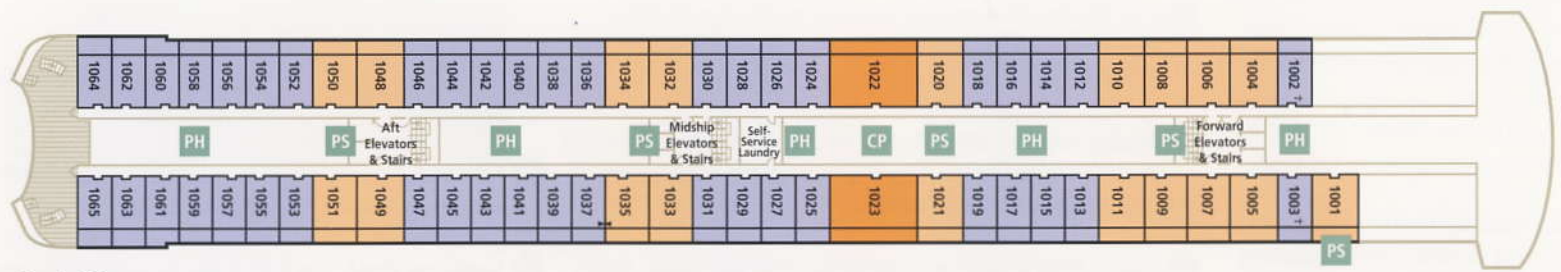 1064 1062 1060 1058 1056 1054 1052 1050 1048 1046 1044 1042 1040 1038 1036 1034 1032 1030 1028 1026 1024 1022 1020 1018 1016 1014 1012 1010 1008 1006 1004 1002 †
PH
PS
Aft
Elevators
& Stairs
PH
PS
Midship
Elevators
& Stairs
Self-
Service
Laundry
PH
CP
PS
PH
PS
Forward
Elevators
& Stairs
PH
1065 1063 1061 1059 1057 1055 1053 1051 1049 1047 1045 1043 1041 1039 1037 1035 1033 1031 1029 1027 1025 1023 1021 1019 1017 1015 1013 1011 1009 1007 1005 1003 † 1001
PS